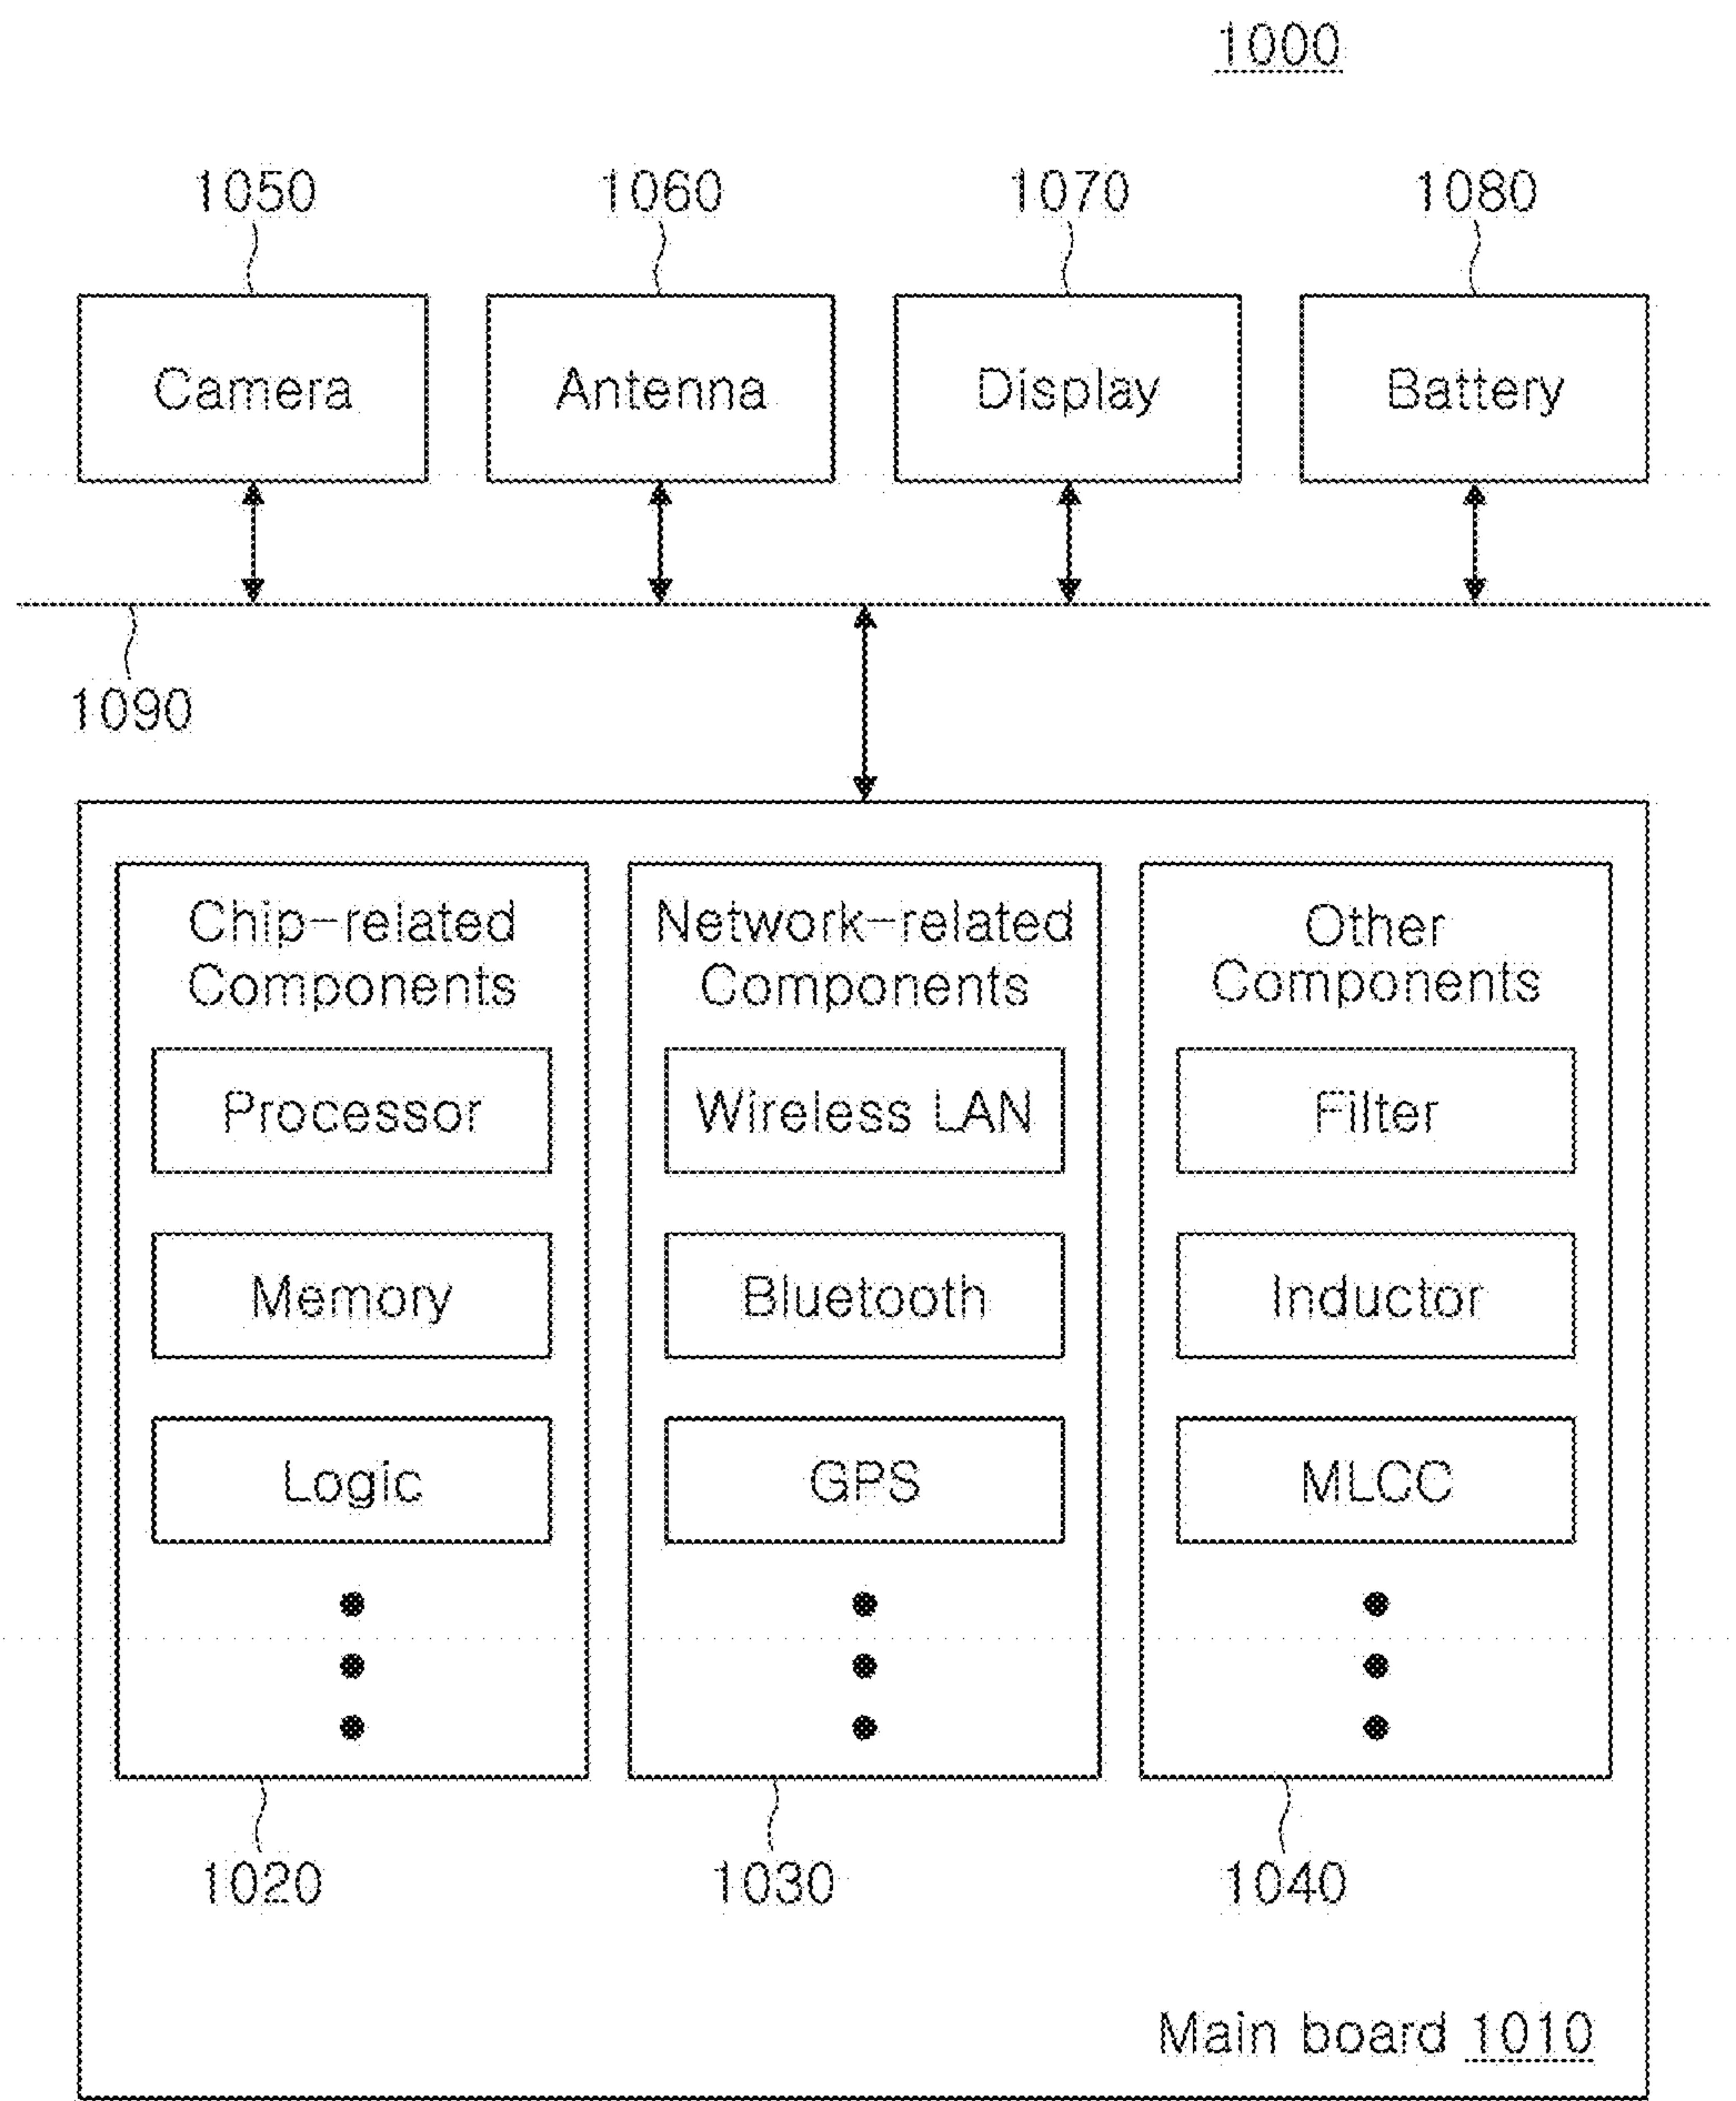 1000
1050 1060 1070 1080
Camera Antenna Display Battery
1090
Chip-related
Components
Processor
Memory
Logic
Network-related
Components
Wireless LAN
Bluetooth
GPS
Other
Components
Filter
Inductor
MLCC
1020 1030 1040
Main board 1010